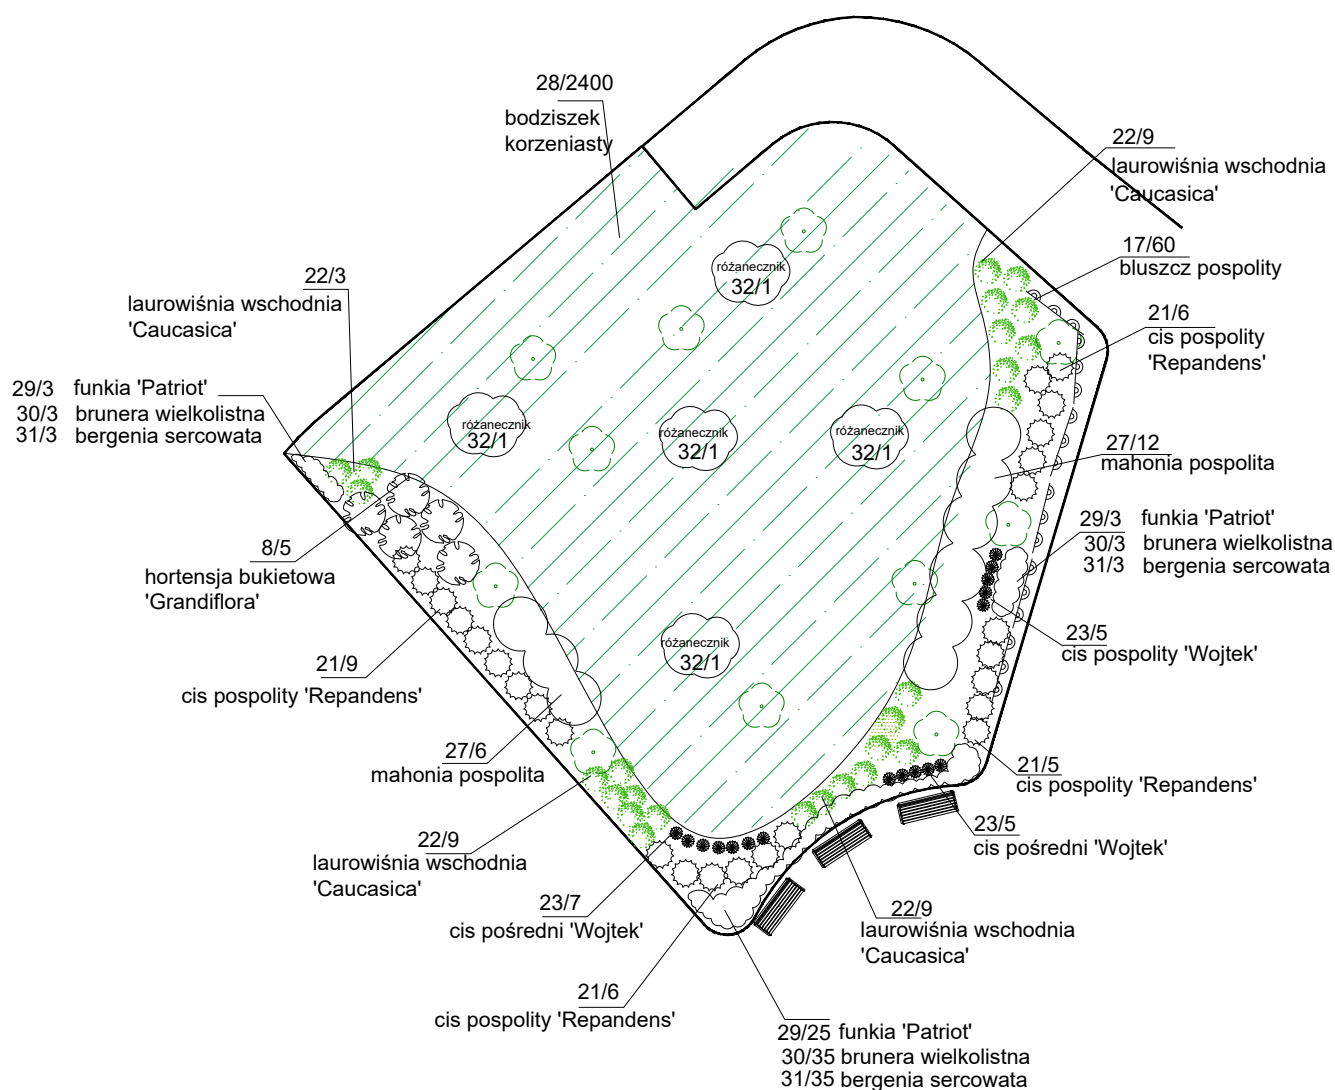 28/2400
bodziszek
korzeniasty
22/9
laurowiśnia wschodnia
'Caucasica'
17/60
bluszcz pospolity
22/3
laurowiśnia wschodnia
'Caucasica'
różanecznik
32/1
21/6
cis pospolity
'Repandens'
29/3 funkia 'Patriot'
30/3 brunera wielkolistna
31/3 bergenia sercowata
różanecznik
32/1
różanecznik
32/1
różanecznik
32/1
27/12
mahonia pospolita
29/3 funkia 'Patriot'
30/3 brunera wielkolistna
31/3 bergenia sercowata
8/5
hortensja bukietowa
'Grandiflora'
23/5
cis pospolity 'Wojtek'
różanecznik
32/1
21/9
cis pospolity 'Repandens'
27/6
mahonia pospolita
21/5
cis pospolity 'Repandens'
23/5
cis pośredni 'Wojtek'
22/9
laurowiśnia wschodnia
'Caucasica'
23/7
cis pośredni 'Wojtek'
22/9
laurowiśnia wschodnia
'Caucasica'
21/6
cis pospolity 'Repandens'
29/25 funkia 'Patriot'
30/35 brunera wielkolistna
31/35 bergenia sercowata